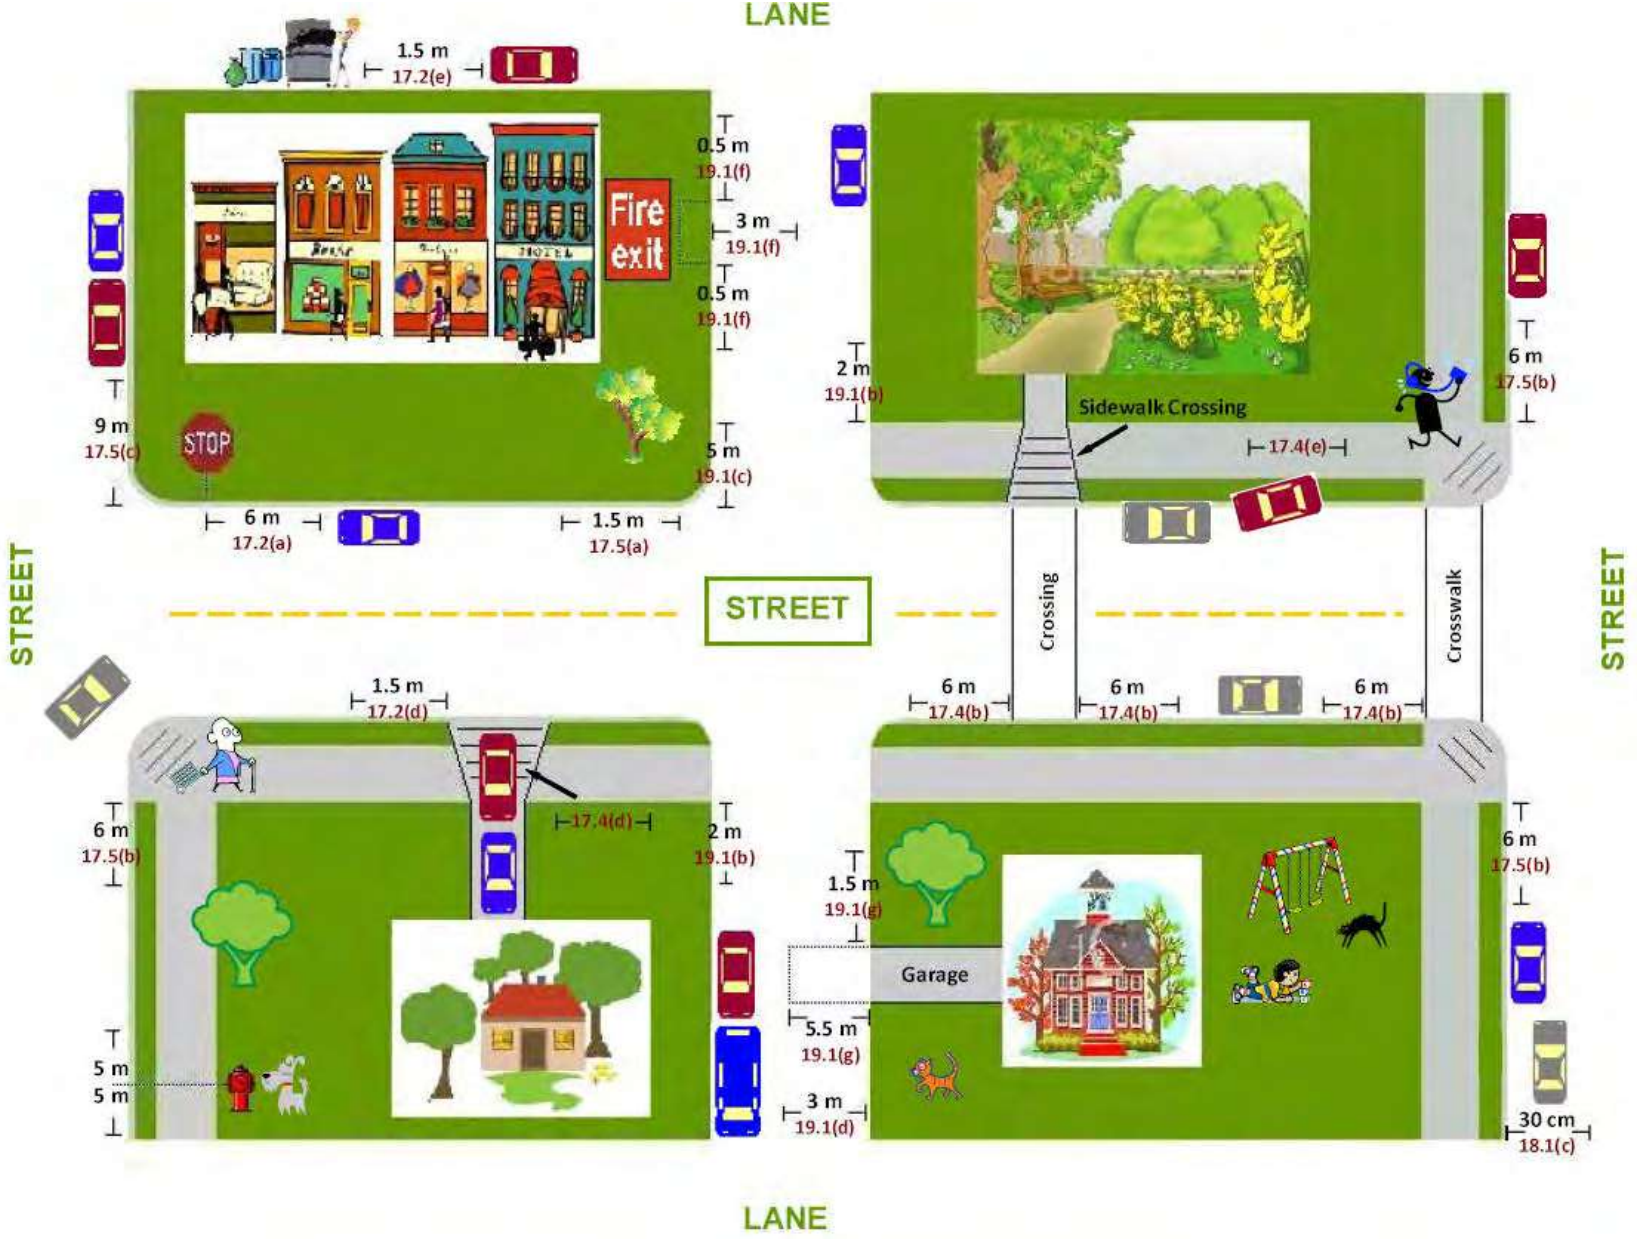 LANE
1.5 m
17.2(e)
0.5 m
19.1(f)
Fire
exit
3 m
19.1(f)
0.5 m
19.1(f)
HOTEL
9 m
17.5(c)
STOP
5 m
19.1(c)
6 m
17.2(a)
1.5 m
17.5(a)
2 m
19.1(b)
Sidewalk Crossing
17.4(e)
6 m
17.5(b)
STREET
STREET
STREET
Crossing
Crosswalk
1.5 m
17.2(d)
6 m
17.4(b)
6 m
17.4(b)
6 m
17.4(b)
6 m
17.5(b)
17.4(d)
2 m
19.1(b)
1.5 m
19.1(g)
6 m
17.5(b)
Garage
5.5 m
19.1(g)
5 m
5 m
3 m
19.1(d)
30 cm
18.1(c)
LANE